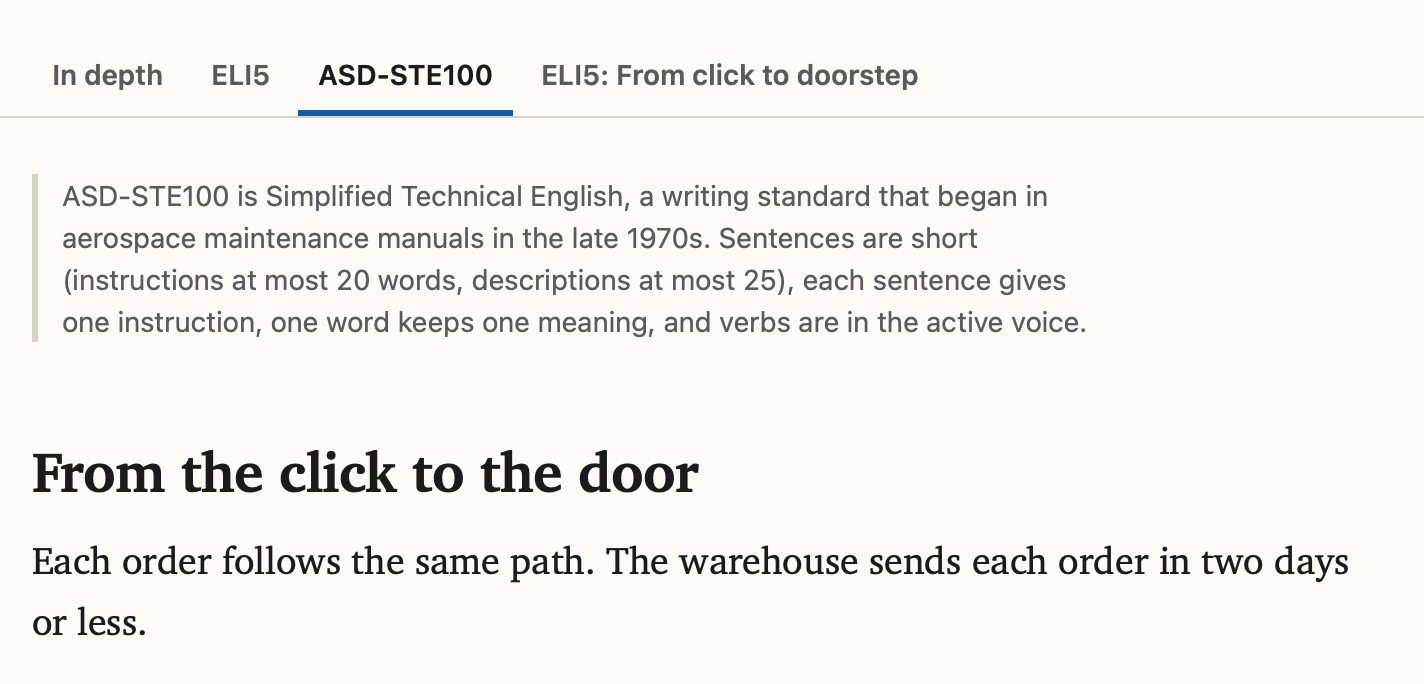 In depth ELI5 ASD-STE100 ELI5: From click to doorstep
ASD-STE100 is Simplified Technical English, a writing standard that began in
aerospace maintenance manuals in the late 1970s. Sentences are short
(instructions at most 20 words, descriptions at most 25), each sentence gives
one instruction, one word keeps one meaning, and verbs are in the active voice.
From the click to the door
Each order follows the same path. The warehouse sends each order in two days
or less.